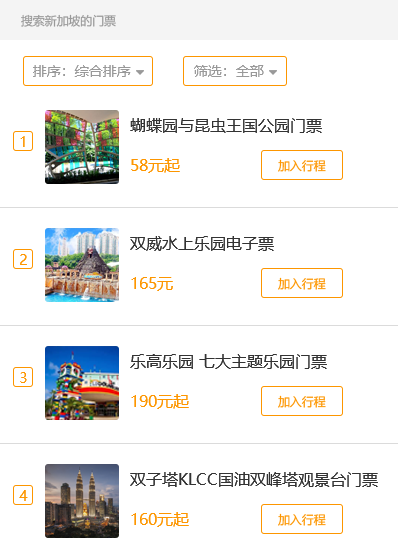 搜索新加坡的门票
排序：综合排序
筛选：全部
1
蝴蝶园与昆虫王国公园门票
58元起
加入行程
2
双威水上乐园电子票
165元
加入行程
3
乐高乐园 七大主题乐园门票
190元起
加入行程
4
双子塔KLCC国油双峰塔观景台门票
160元起
加入行程